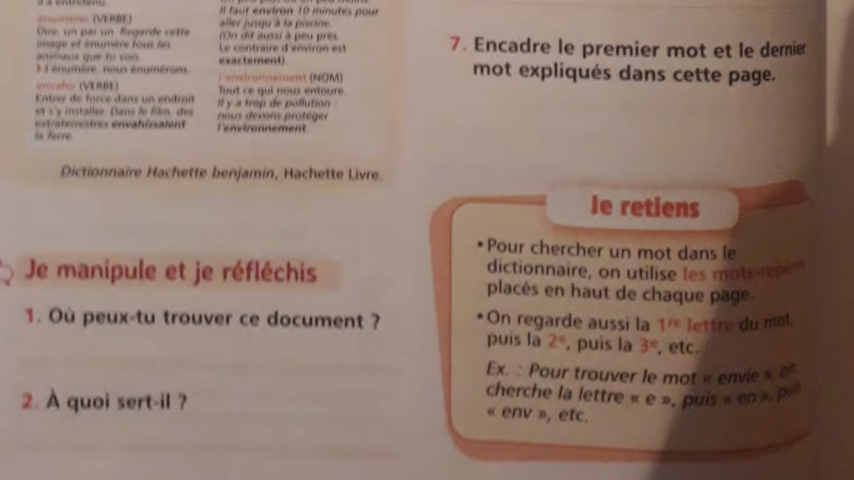 énumérer (VERBE)
Dire, un par un. Regarde cette
image et énumère tous les
animaux que tu vois.
J'énumère, nous énumérons.
envahir (VERBE)
Entrer de force dans un endroit
et s'y installer. Dans le film, des
extraterrestres envahissaient
la Terre.
Il faut environ 10 minutes pour
aller jusqu'à la piscine.
(On dit aussi à peu près.
Le contraire d'environ est
exactement).
l'environnement (NOM)
Tout ce qui nous entoure.
Il y a trop de pollution :
nous devons protéger
l'environnement.
Dictionnaire Hachette benjamin, Hachette Livre.
Je manipule et je réfléchis
1. Où peux-tu trouver ce document ?
2. À quoi sert-il ?
7. Encadre le premier mot et le dernier
mot expliqués dans cette page.
Je retiens
• Pour chercher un mot dans le
dictionnaire, on utilise les mots-repères
placés en haut de chaque page.
• On regarde aussi la 1re lettre du mot,
puis la 2e, puis la 3e, etc.
Ex. : Pour trouver le mot « envie », on
cherche la lettre « e », puis « en », puis
« env », etc.